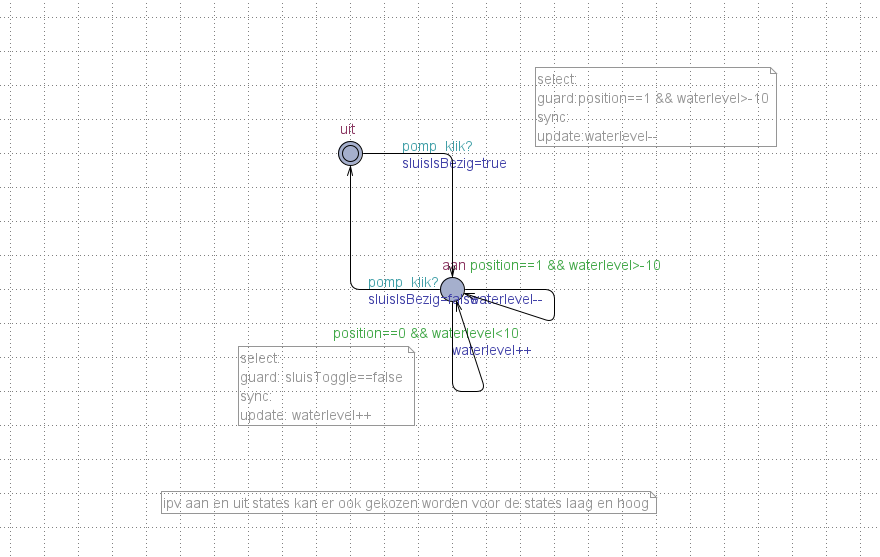 select:
guard:position==1 && waterlevel>-10
sync:
update:waterlevel--
uit
pomp_klik?
sluisIsBezig=true
aan position==1 && waterlevel>-10
pomp_klik?
sluisIsBezig=false
waterlevel--
position==0 && waterlevel<10
waterlevel++
select:
guard: sluisToggle==false
sync:
update: waterlevel++
ipv aan en uit states kan er ook gekozen worden voor de states laag en hoog